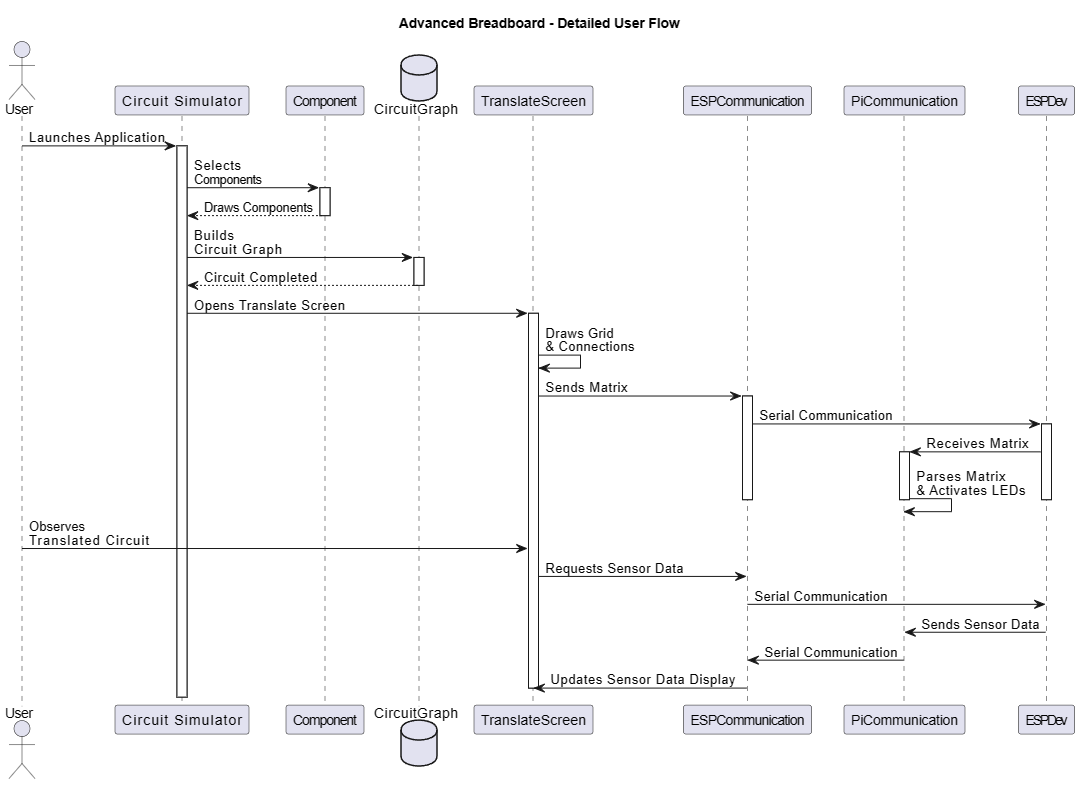 Advanced Breadboard - Detailed User Flow
User
Circuit Simulator
Component
CircuitGraph
TranslateScreen
ESPCommunication
PiCommunication
ESPDev
Launches Application
Selects
Components
Draws Components
Builds
Circuit Graph
Circuit Completed
Opens Translate Screen
Draws Grid
& Connections
Sends Matrix
Serial Communication
Receives Matrix
Parses Matrix
& Activates LEDs
Observes
Translated Circuit
Requests Sensor Data
Serial Communication
Sends Sensor Data
Serial Communication
Updates Sensor Data Display
User
Circuit Simulator
Component
CircuitGraph
TranslateScreen
ESPCommunication
PiCommunication
ESPDev